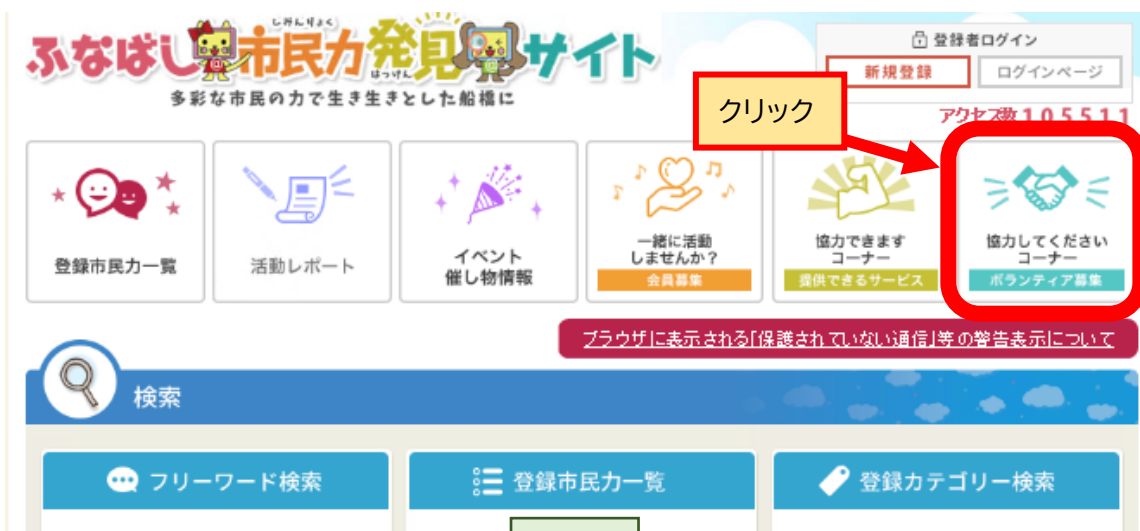 しみんりょく
ふなばし市民力発見サイト
はっけん
多彩な市民の力で生き生きとした船橋に
登録者ログイン
新規登録
ログインページ
アクセス数105511
クリック
登録市民力一覧
活動レポート
イベント
催し物情報
一緒に活動
しませんか？
会員募集
協力できます
コーナー
提供できるサービス
協力してください
コーナー
ボランティア募集
ブラウザに表示される「保護されていない通信」等の警告表示について
検索
フリーワード検索
登録市民力一覧
登録カテゴリー検索